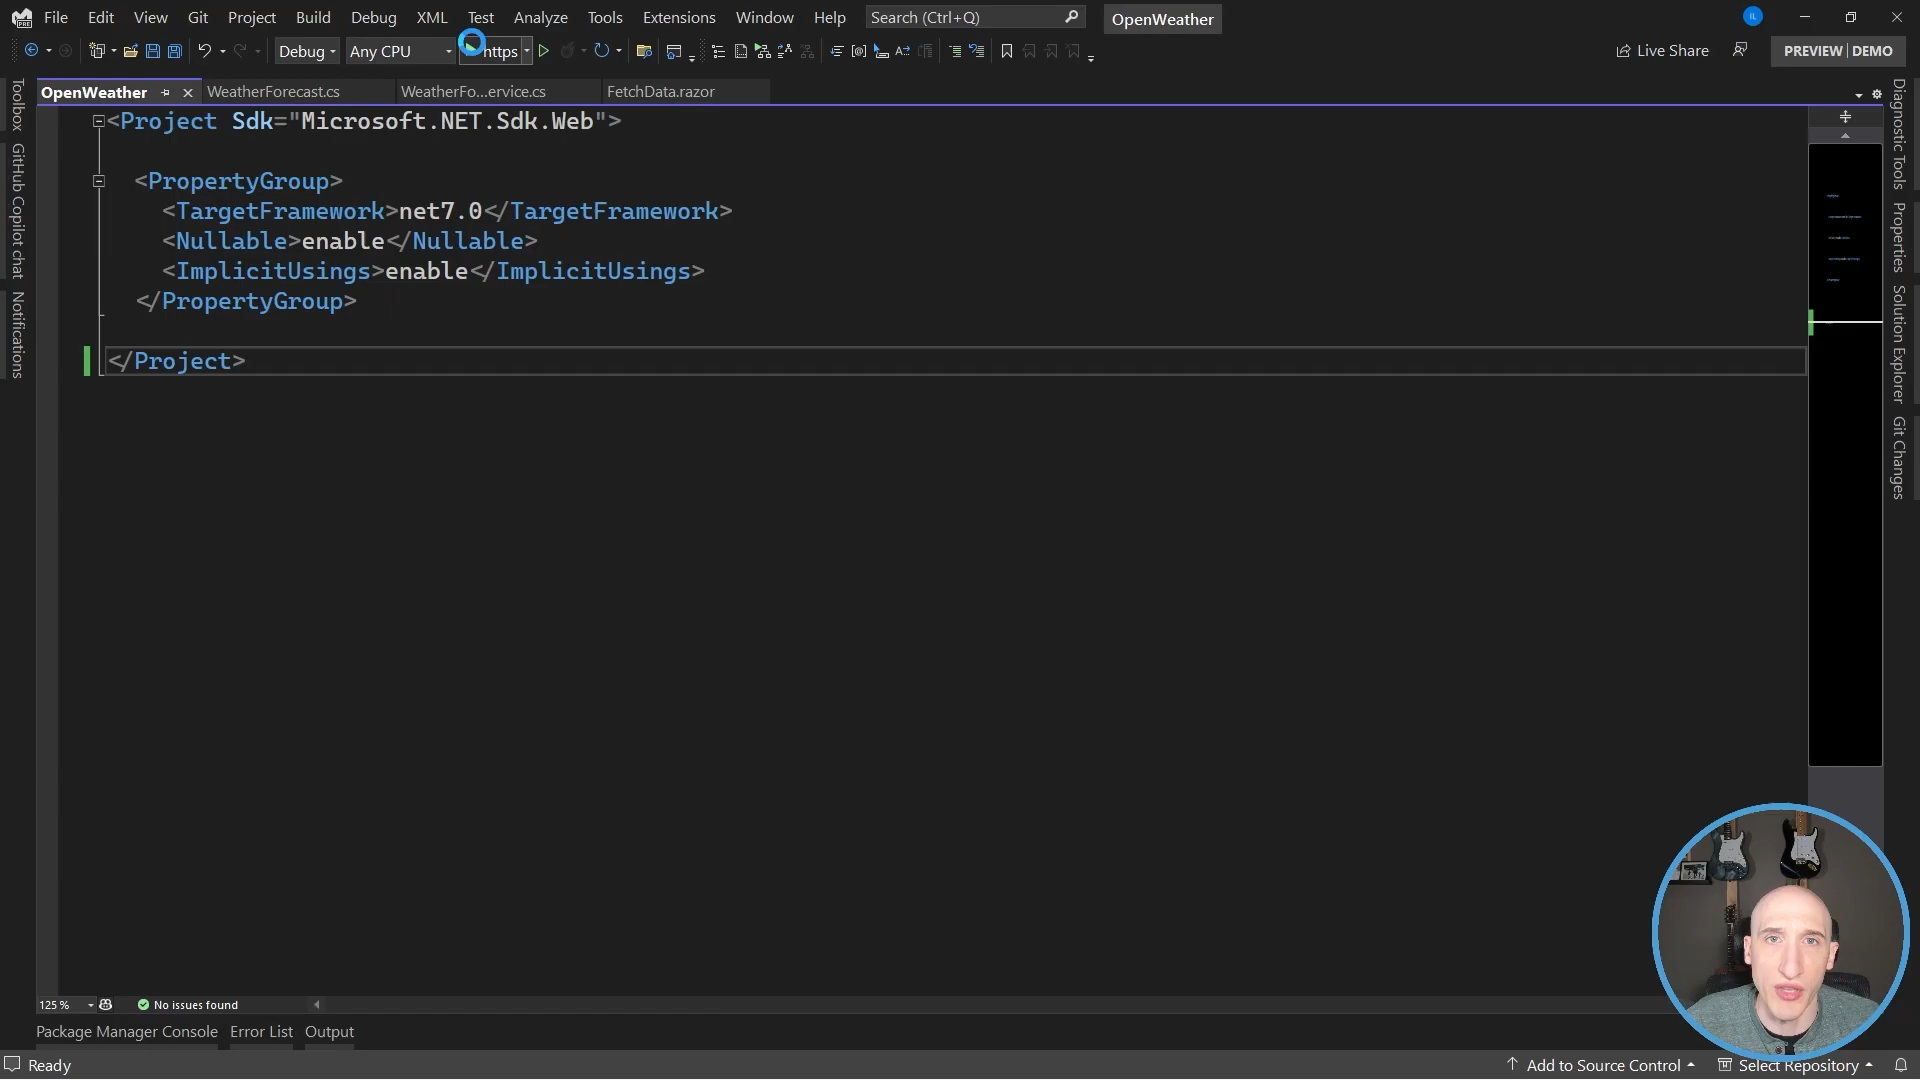 File Edit View Git Project Build Debug XML Test Analyze Tools Extensions Window Help Search (Ctrl+Q) OpenWeather IL
Debug Any CPU https Live Share PREVIEW | DEMO
OpenWeather WeatherForecast.cs WeatherFo...ervice.cs FetchData.razor
Toolbox
GitHub Copilot chat
Notifications
<Project Sdk="Microsoft.NET.Sdk.Web">
<PropertyGroup>
<TargetFramework>net7.0</TargetFramework>
<Nullable>enable</Nullable>
<ImplicitUsings>enable</ImplicitUsings>
</PropertyGroup>
</Project>
Diagnostic Tools
Properties
Solution Explorer
Git Changes
125 % No issues found
Package Manager Console Error List Output
Ready Add to Source Control Select Repository